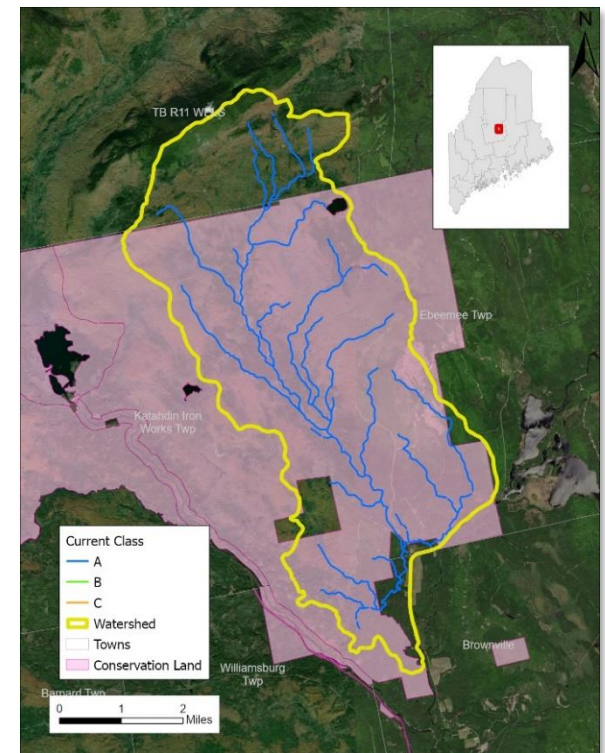 N
TB R11 WELS
Ebeemee Twp
Katahdin Iron
Works Twp
Current Class
A
B
C
Watershed
Towns
Conservation Land
Brownville
Williamsburg
Twp
Barnard Twp
0 1 2
Miles